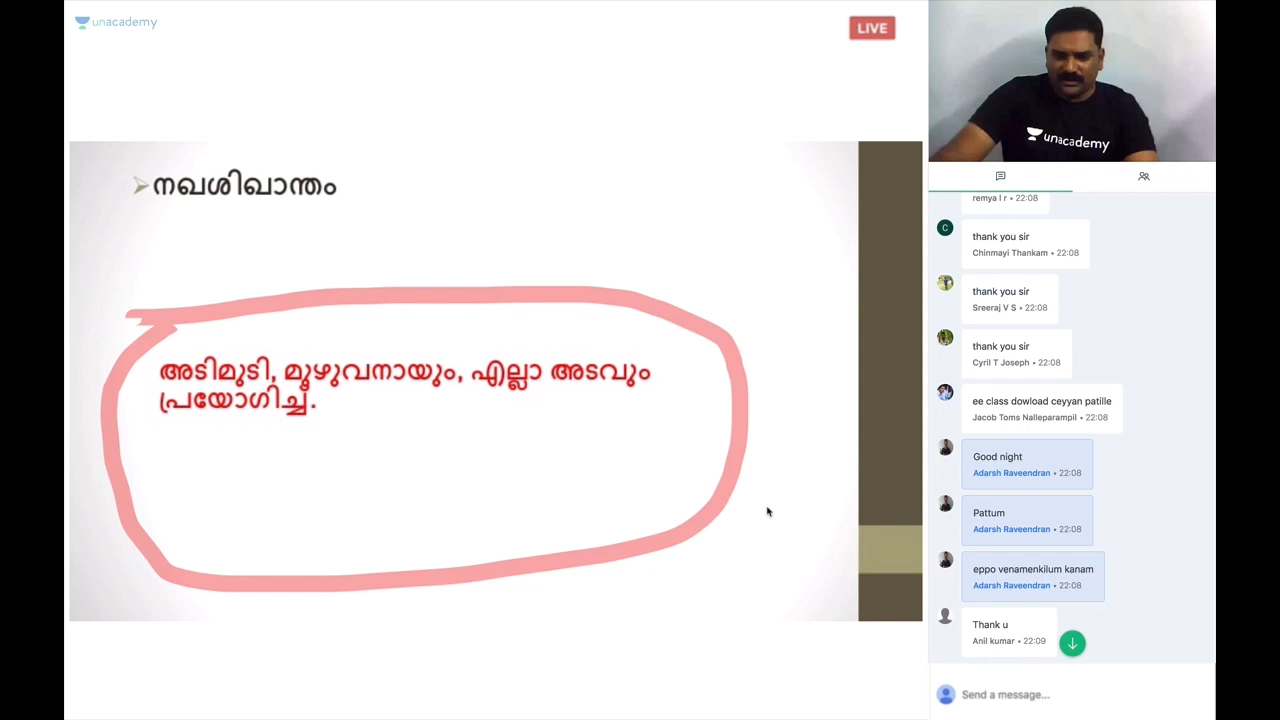 unacademy
LIVE
നഖശിഖാന്തം
അടിമുടി, മുഴുവനായും, എല്ലാ അടവും
പ്രയോഗിച്ച്.
unacademy
remya l r • 22:08
C
thank you sir
Chinmayi Thankam • 22:08
thank you sir
Sreeraj V S • 22:08
thank you sir
Cyril T Joseph • 22:08
ee class dowload ceyyan patille
Jacob Toms Nalleparampil • 22:08
Good night
Adarsh Raveendran • 22:08
Pattum
Adarsh Raveendran • 22:08
eppo venamenkilum kanam
Adarsh Raveendran • 22:08
Thank u
Anil kumar • 22:09
Send a message...